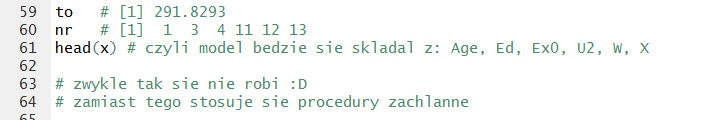 59 to # [1] 291.8293
60 nr # [1] 1 3 4 11 12 13
61 head(x) # czyli model bedzie sie skladal z: Age, Ed, Ex0, U2, W, X
62
63 # zwykle tak sie nie robi :D
64 # zamiast tego stosuje sie procedury zachlanne